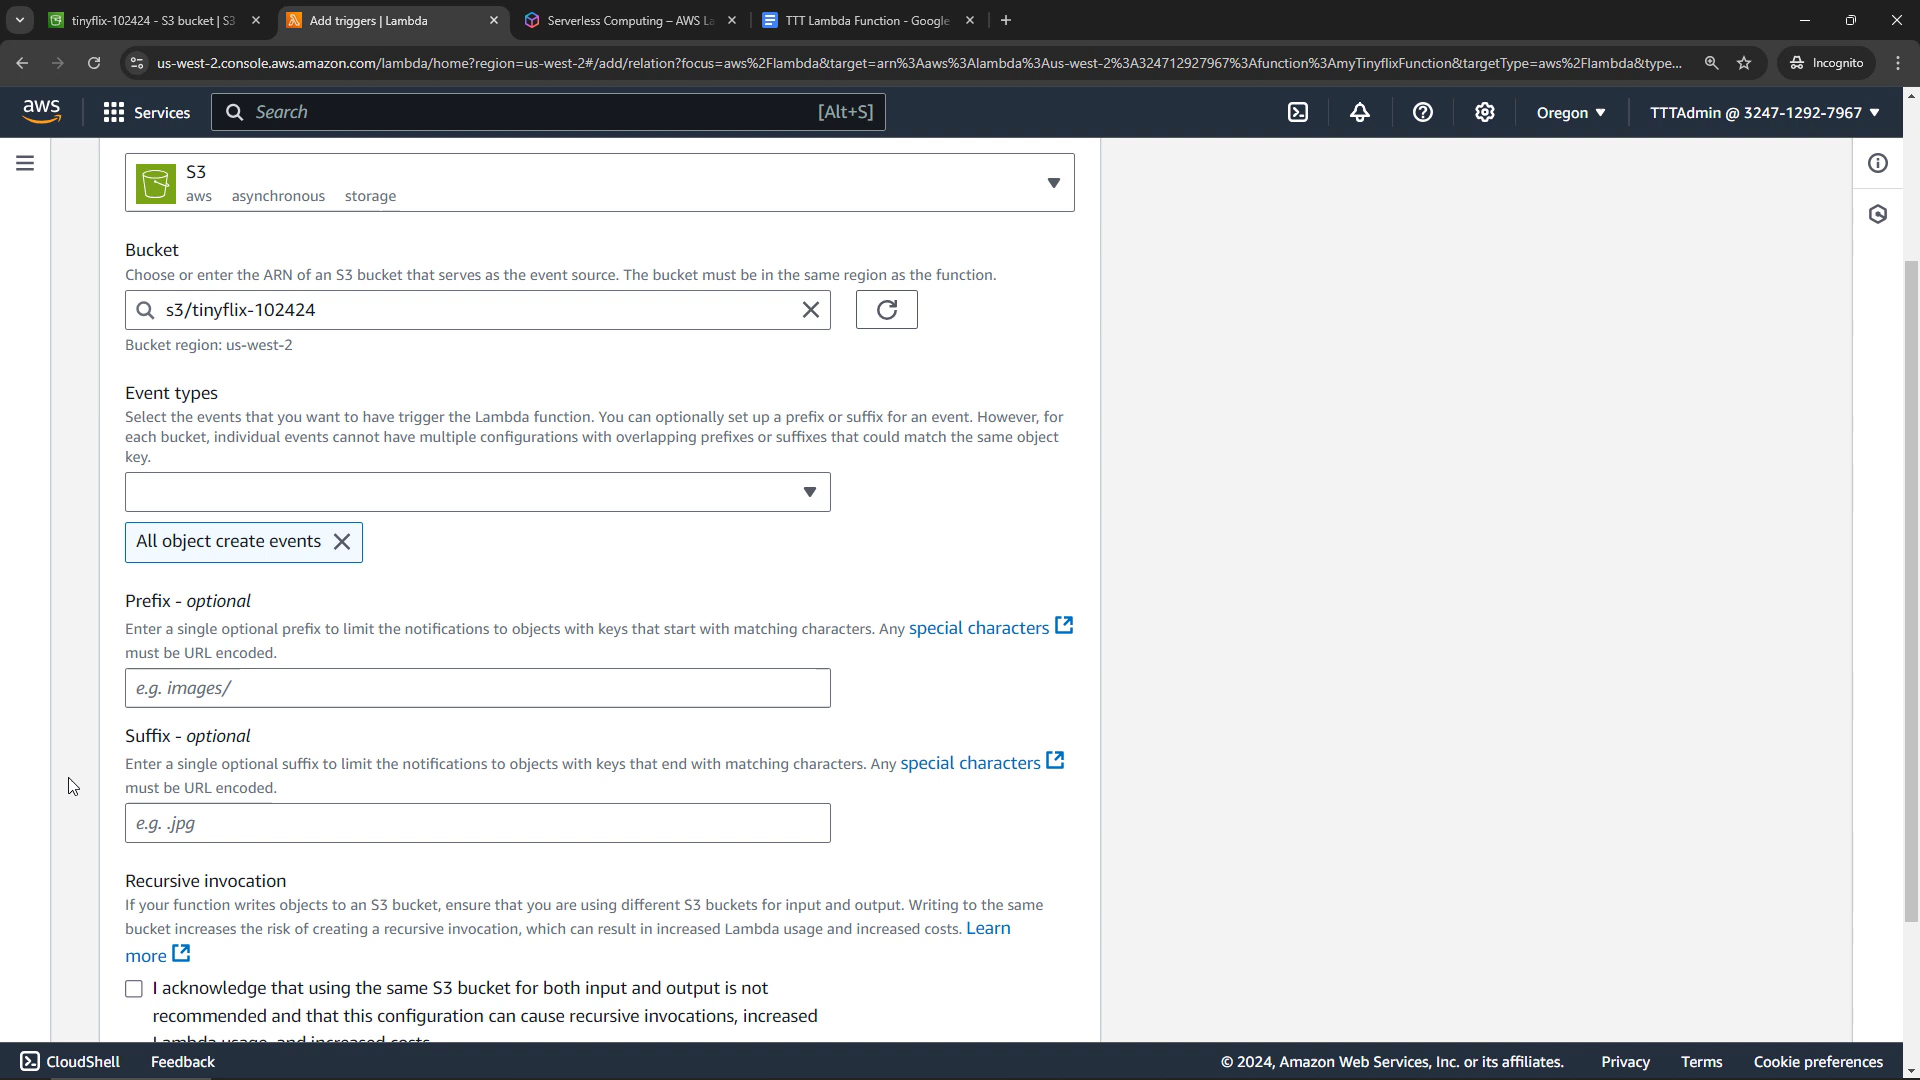 tinyflix-102424 - S3 bucket | S3
Add triggers | Lambda
Serverless Computing – AWS La
TTT Lambda Function - Google
us-west-2.console.aws.amazon.com/lambda/home?region=us-west-2#/add/relation?focus=aws%2Flambda&target=arn%3Aaws%3Alambda%3Aus-west-2%3A324712927967%3Afunction%3AmyTinyflixFunction&targetType=aws%2Flambda&type...
Incognito
aws
Services
Search
[Alt+S]
Oregon
TTTAdmin @ 3247-1292-7967
S3
aws asynchronous storage
Bucket
Choose or enter the ARN of an S3 bucket that serves as the event source. The bucket must be in the same region as the function.
s3/tinyflix-102424
Bucket region: us-west-2
Event types
Select the events that you want to have trigger the Lambda function. You can optionally set up a prefix or suffix for an event. However, for
each bucket, individual events cannot have multiple configurations with overlapping prefixes or suffixes that could match the same object
key.
All object create events
Prefix - optional
Enter a single optional prefix to limit the notifications to objects with keys that start with matching characters. Any special characters
must be URL encoded.
e.g. images/
Suffix - optional
Enter a single optional suffix to limit the notifications to objects with keys that end with matching characters. Any special characters
must be URL encoded.
e.g. .jpg
Recursive invocation
If your function writes objects to an S3 bucket, ensure that you are using different S3 buckets for input and output. Writing to the same
bucket increases the risk of creating a recursive invocation, which can result in increased Lambda usage and increased costs. Learn
more
I acknowledge that using the same S3 bucket for both input and output is not
recommended and that this configuration can cause recursive invocations, increased
Lambda usage, and increased costs.
CloudShell
Feedback
© 2024, Amazon Web Services, Inc. or its affiliates.
Privacy
Terms
Cookie preferences